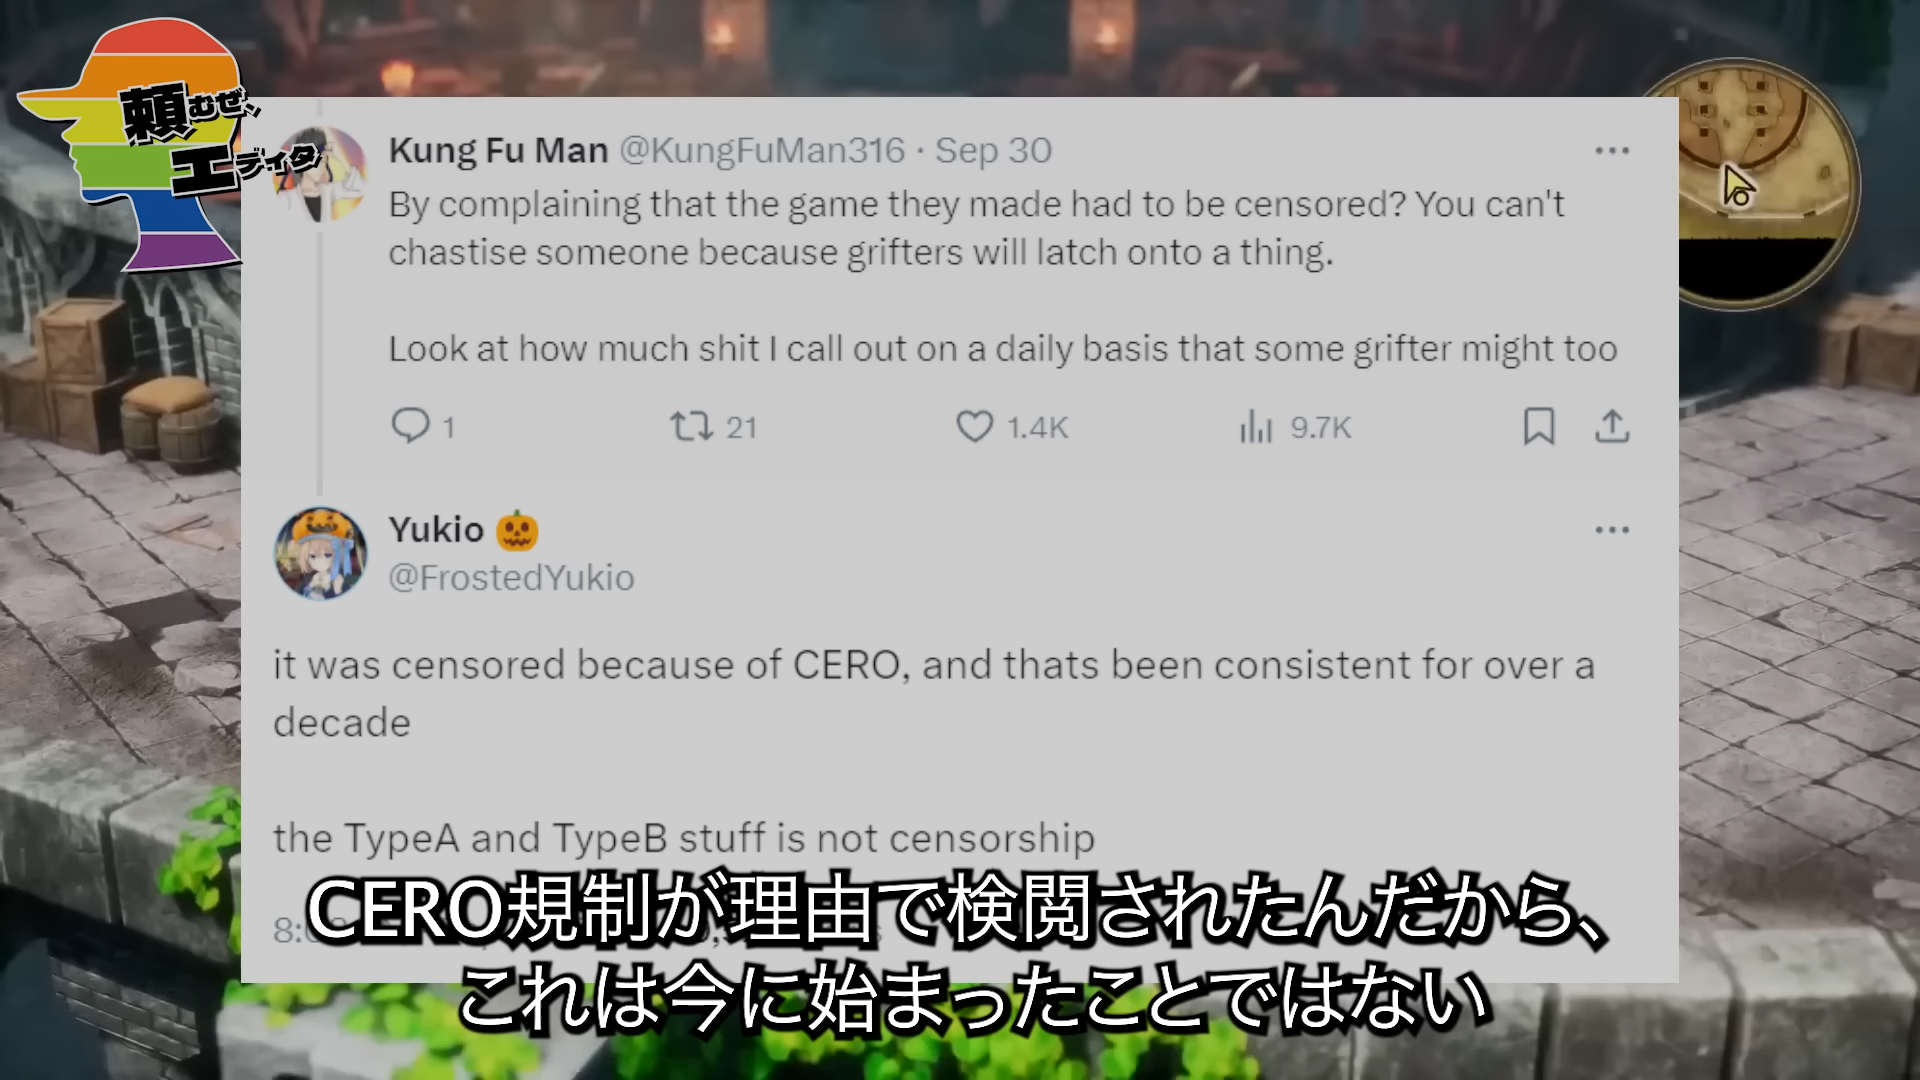 頼むぜ、
エディタ
Kung Fu Man @KungFuMan316 · Sep 30
By complaining that the game they made had to be censored? You can't
chastise someone because grifters will latch onto a thing.
Look at how much shit I call out on a daily basis that some grifter might too
1 21 1.4K 9.7K
Yukio 🎃
@FrostedYukio
it was censored because of CERO, and thats been consistent for over a
decade
the TypeA and TypeB stuff is not censorship
CERO規制が理由で検閲されたんだから、
これは今に始まったことではない